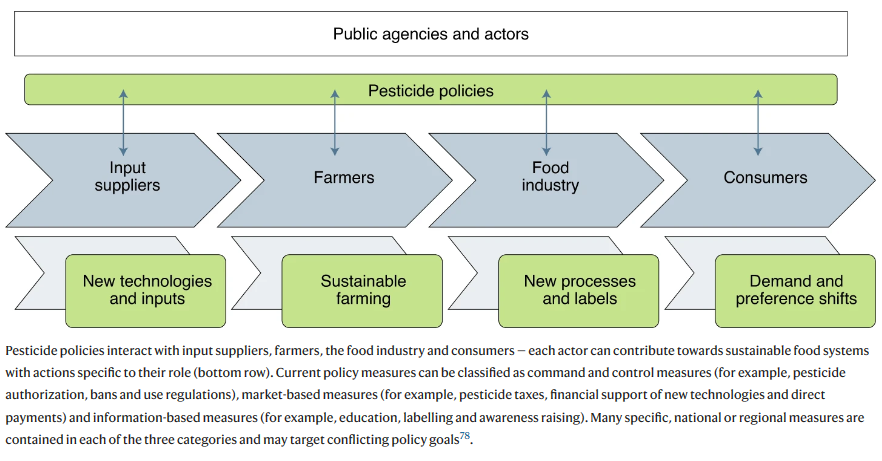 Public agencies and actors
Pesticide policies
Input
suppliers
Farmers
Food
industry
Consumers
New technologies
and inputs
Sustainable
farming
New processes
and labels
Demand and
preference shifts
Pesticide policies interact with input suppliers, farmers, the food industry and consumers – each actor can contribute towards sustainable food systems
with actions specific to their role (bottom row). Current policy measures can be classified as command and control measures (for example, pesticide
authorization, bans and use regulations), market-based measures (for example, pesticide taxes, financial support of new technologies and direct
payments) and information-based measures (for example, education, labelling and awareness raising). Many specific, national or regional measures are
contained in each of the three categories and may target conflicting policy goals78.